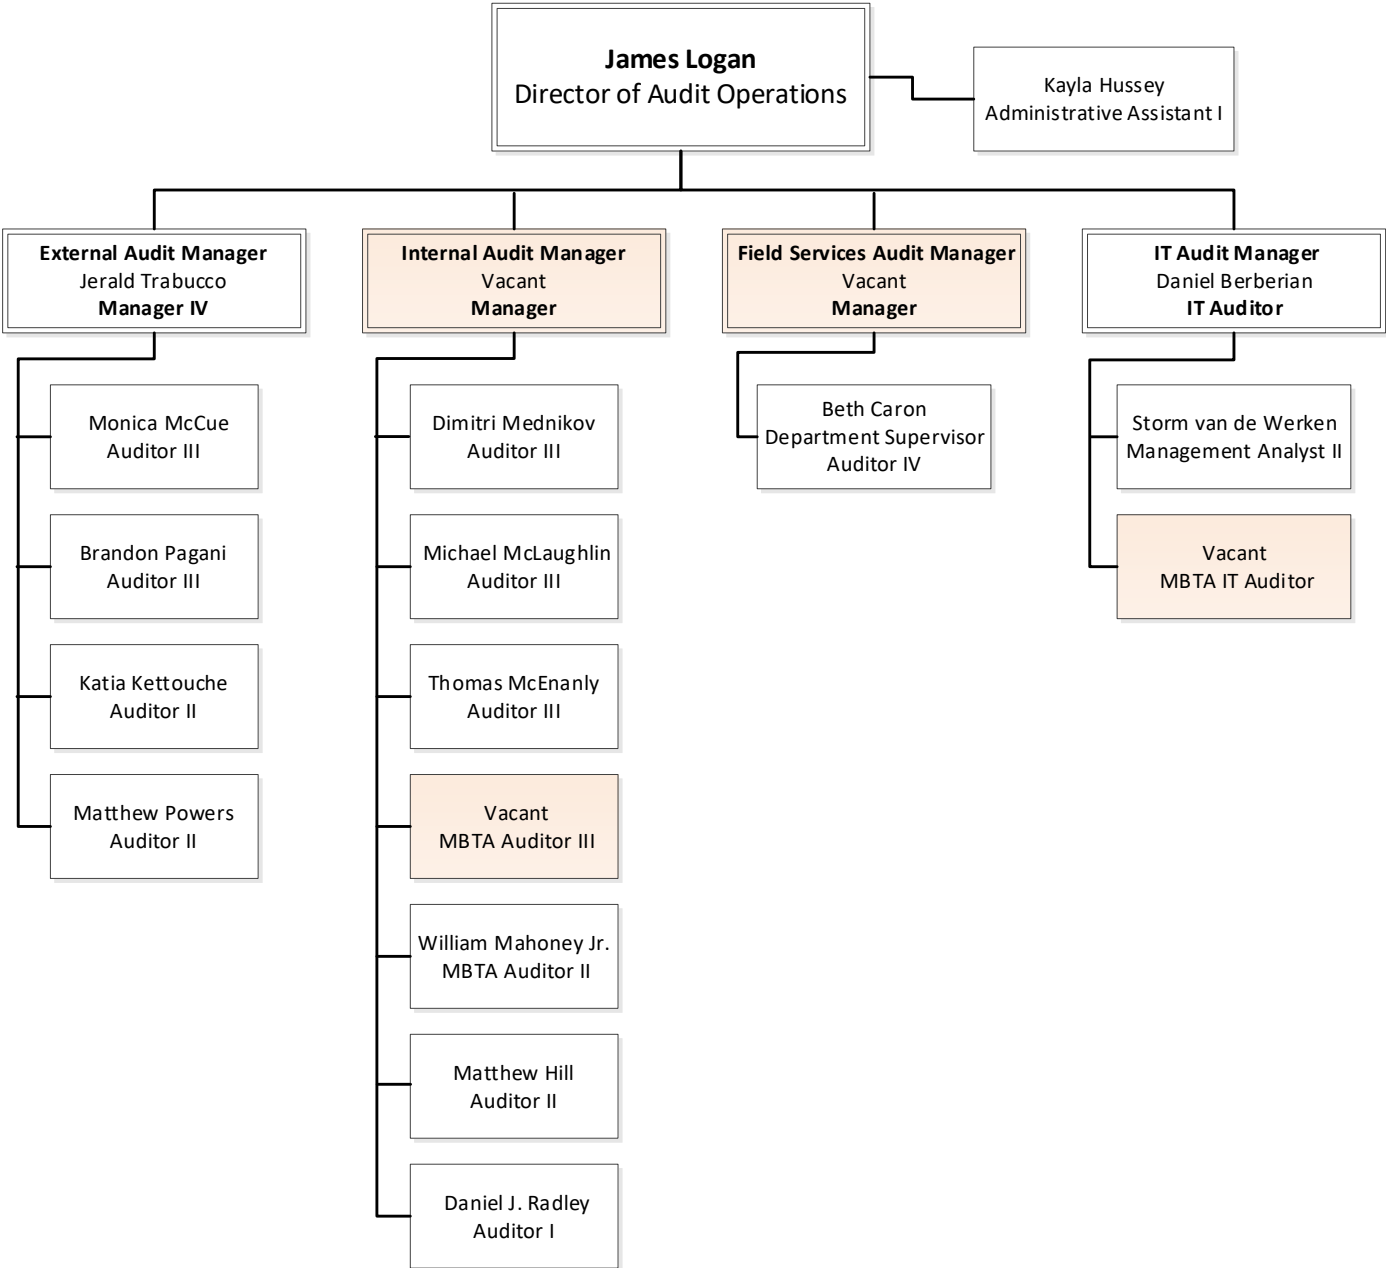 James Logan
Director of Audit Operations
Kayla Hussey
Administrative Assistant I
External Audit Manager
Jerald Trabucco
Manager IV
Internal Audit Manager
Vacant
Manager
Field Services Audit Manager
Vacant
Manager
IT Audit Manager
Daniel Berberian
IT Auditor
Monica McCue
Auditor III
Brandon Pagani
Auditor III
Katia Kettouche
Auditor II
Matthew Powers
Auditor II
Dimitri Mednikov
Auditor III
Michael McLaughlin
Auditor III
Thomas McEnanly
Auditor III
Vacant
MBTA Auditor III
William Mahoney Jr.
MBTA Auditor II
Matthew Hill
Auditor II
Daniel J. Radley
Auditor I
Beth Caron
Department Supervisor
Auditor IV
Storm van de Werken
Management Analyst II
Vacant
MBTA IT Auditor